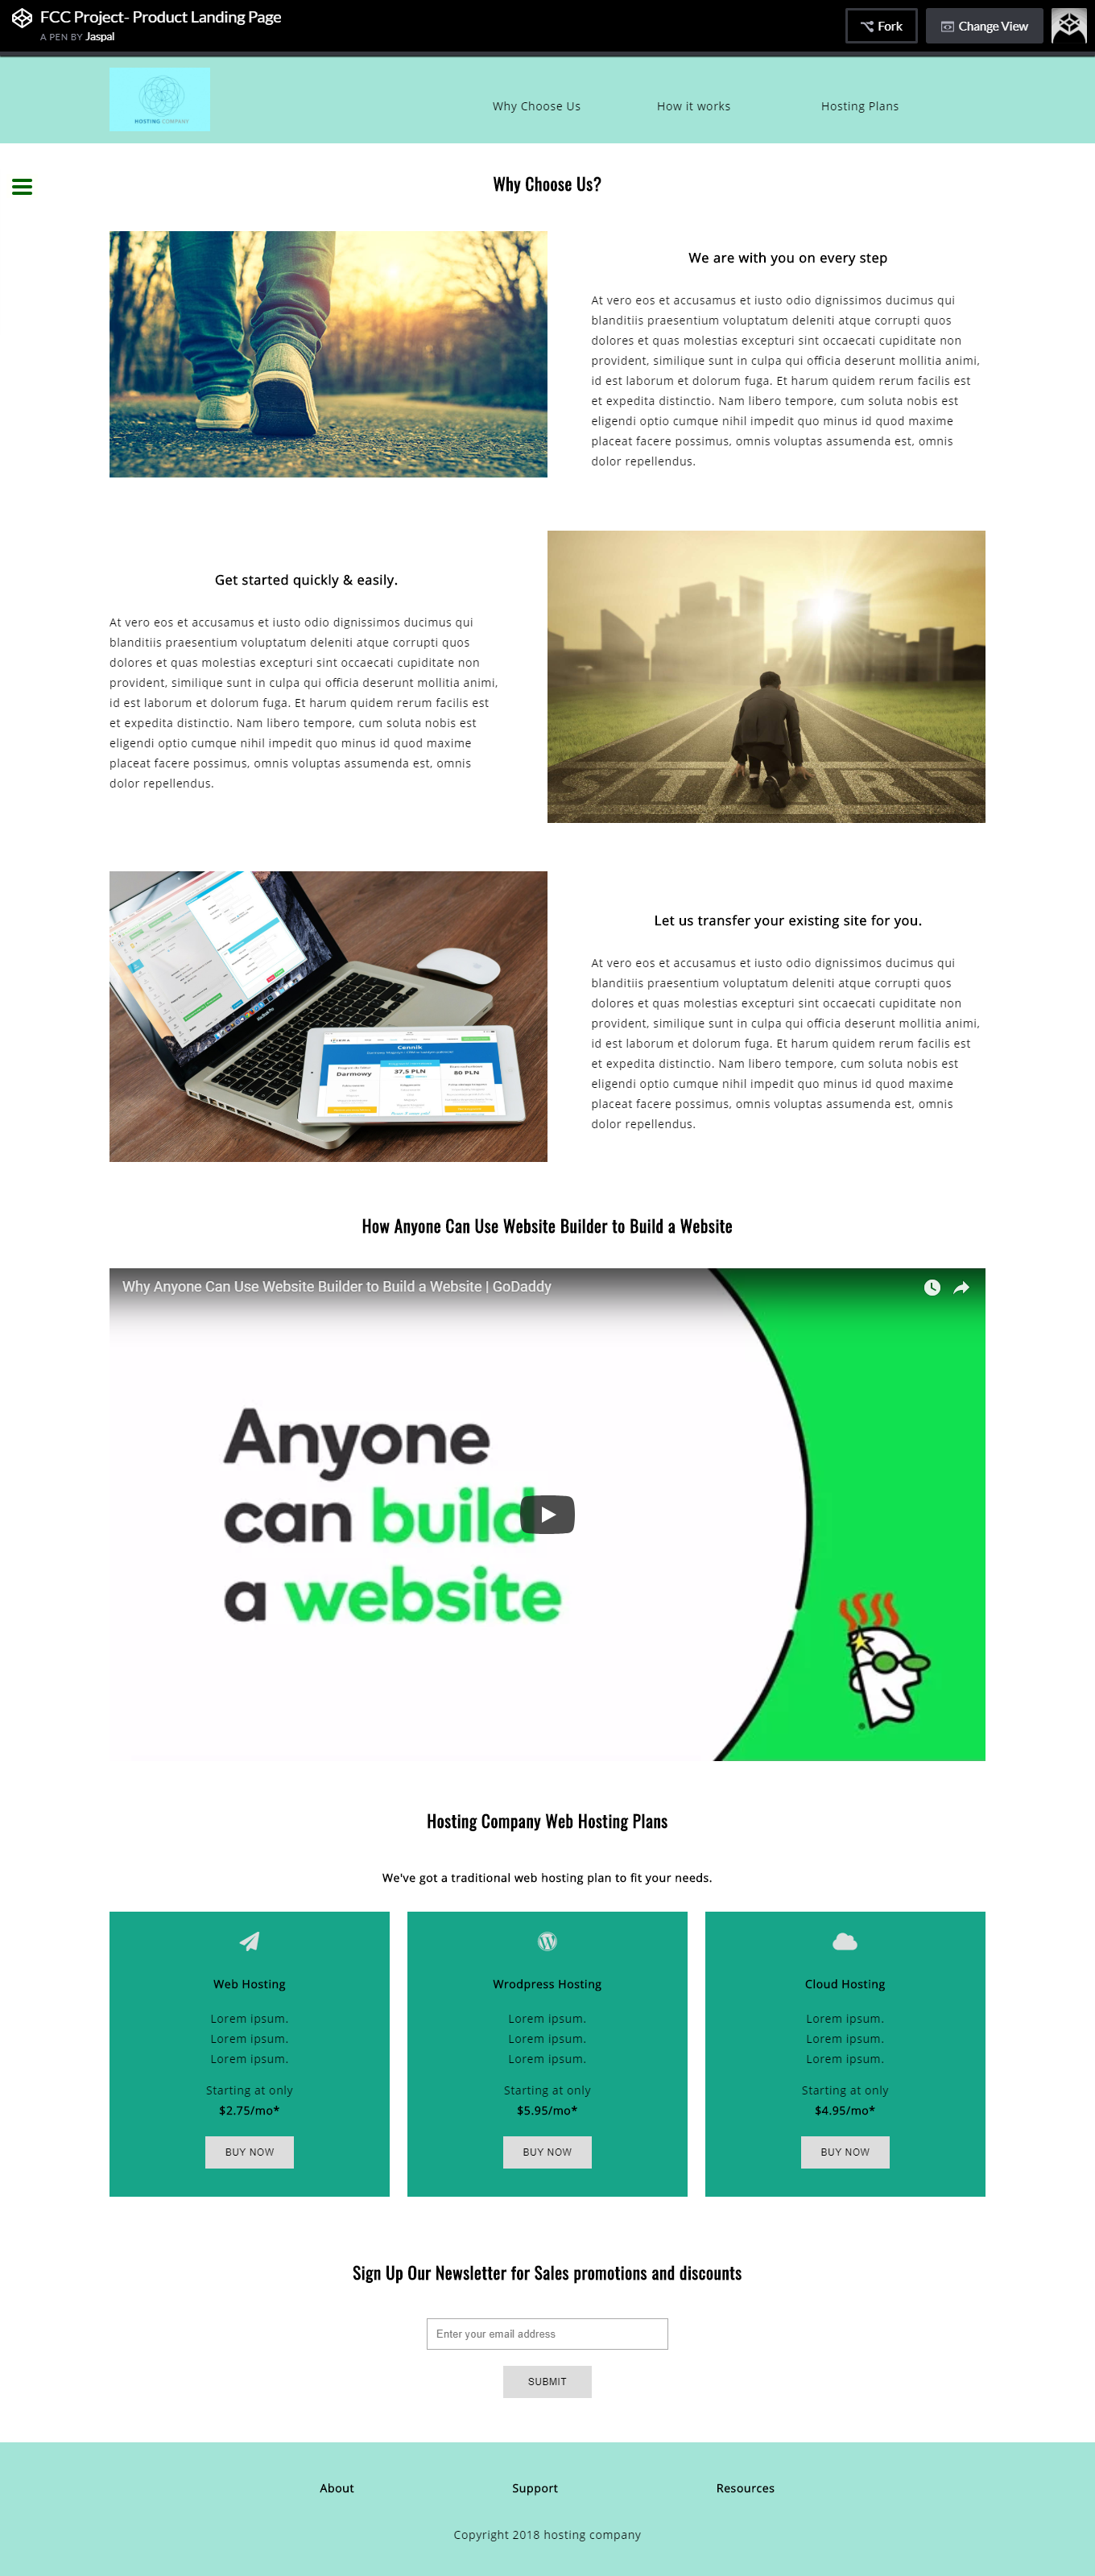 FCC Project- Product Landing Page
A PEN BY Jaspal
Fork
Change View
HOSTING COMPANY
Why Choose Us
How it works
Hosting Plans
Why Choose Us?
We are with you on every step
At vero eos et accusamus et iusto odio dignissimos ducimus qui
blanditiis praesentium voluptatum deleniti atque corrupti quos
dolores et quas molestias excepturi sint occaecati cupiditate non
provident, similique sunt in culpa qui officia deserunt mollitia animi,
id est laborum et dolorum fuga. Et harum quidem rerum facilis est
et expedita distinctio. Nam libero tempore, cum soluta nobis est
eligendi optio cumque nihil impedit quo minus id quod maxime
placeat facere possimus, omnis voluptas assumenda est, omnis
dolor repellendus.
Get started quickly & easily.
At vero eos et accusamus et iusto odio dignissimos ducimus qui
blanditiis praesentium voluptatum deleniti atque corrupti quos
dolores et quas molestias excepturi sint occaecati cupiditate non
provident, similique sunt in culpa qui officia deserunt mollitia animi,
id est laborum et dolorum fuga. Et harum quidem rerum facilis est
et expedita distinctio. Nam libero tempore, cum soluta nobis est
eligendi optio cumque nihil impedit quo minus id quod maxime
placeat facere possimus, omnis voluptas assumenda est, omnis
dolor repellendus.
START
Let us transfer your existing site for you.
At vero eos et accusamus et iusto odio dignissimos ducimus qui
blanditiis praesentium voluptatum deleniti atque corrupti quos
dolores et quas molestias excepturi sint occaecati cupiditate non
provident, similique sunt in culpa qui officia deserunt mollitia animi,
id est laborum et dolorum fuga. Et harum quidem rerum facilis est
et expedita distinctio. Nam libero tempore, cum soluta nobis est
eligendi optio cumque nihil impedit quo minus id quod maxime
placeat facere possimus, omnis voluptas assumenda est, omnis
dolor repellendus.
Cennik
Darmowy
37,5 PLN
80 PLN
How Anyone Can Use Website Builder to Build a Website
Why Anyone Can Use Website Builder to Build a Website | GoDaddy
Anyone
can build
a website
Hosting Company Web Hosting Plans
We've got a traditional web hosting plan to fit your needs.
Web Hosting
Lorem ipsum.
Lorem ipsum.
Lorem ipsum.
Starting at only
$2.75/mo*
BUY NOW
Wrodpress Hosting
Lorem ipsum.
Lorem ipsum.
Lorem ipsum.
Starting at only
$5.95/mo*
BUY NOW
Cloud Hosting
Lorem ipsum.
Lorem ipsum.
Lorem ipsum.
Starting at only
$4.95/mo*
BUY NOW
Sign Up Our Newsletter for Sales promotions and discounts
Enter your email address
SUBMIT
About
Support
Resources
Copyright 2018 hosting company